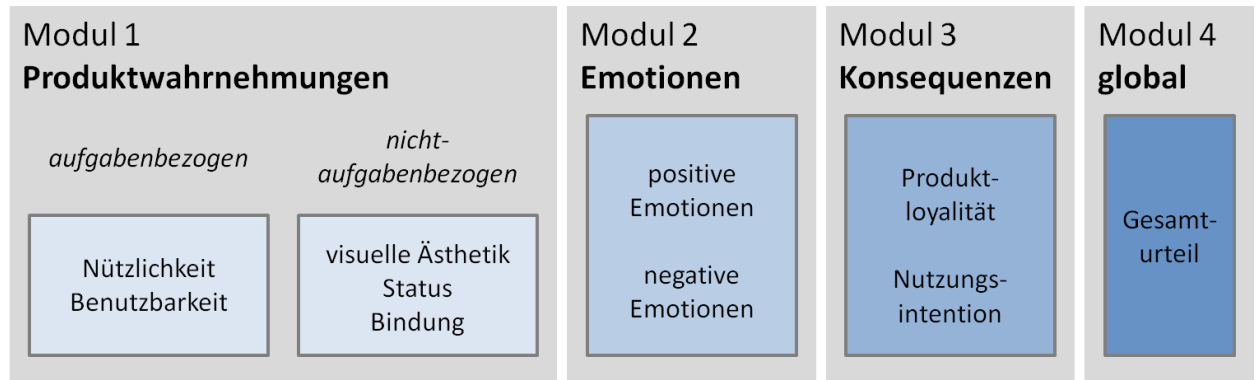 Modul 1
Produktwahrnehmungen
aufgabenbezogen
nicht-
aufgabenbezogen
Nützlichkeit
Benutzbarkeit
visuelle Ästhetik
Status
Bindung
Modul 2
Emotionen
positive
Emotionen
negative
Emotionen
Modul 3
Konsequenzen
Produkt-
loyalität
Nutzungs-
intention
Modul 4
global
Gesamt-
urteil